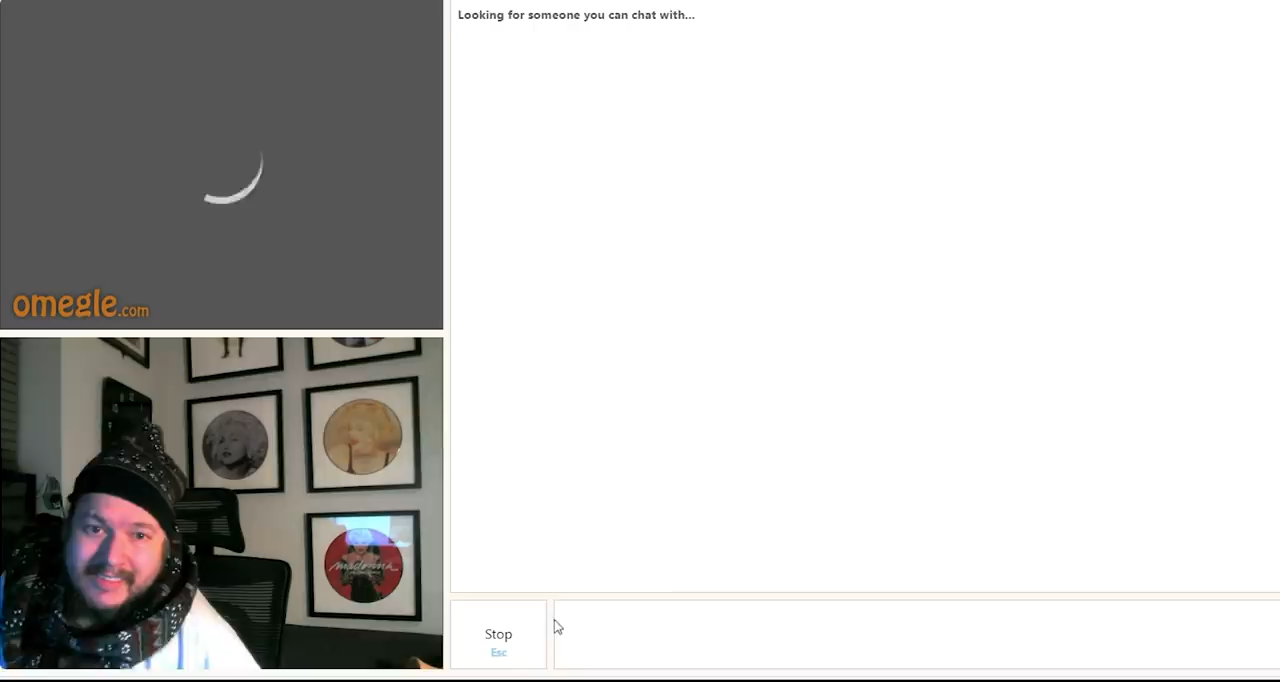 Looking for someone you can chat with...
omegle.com
madonna
Stop
Esc